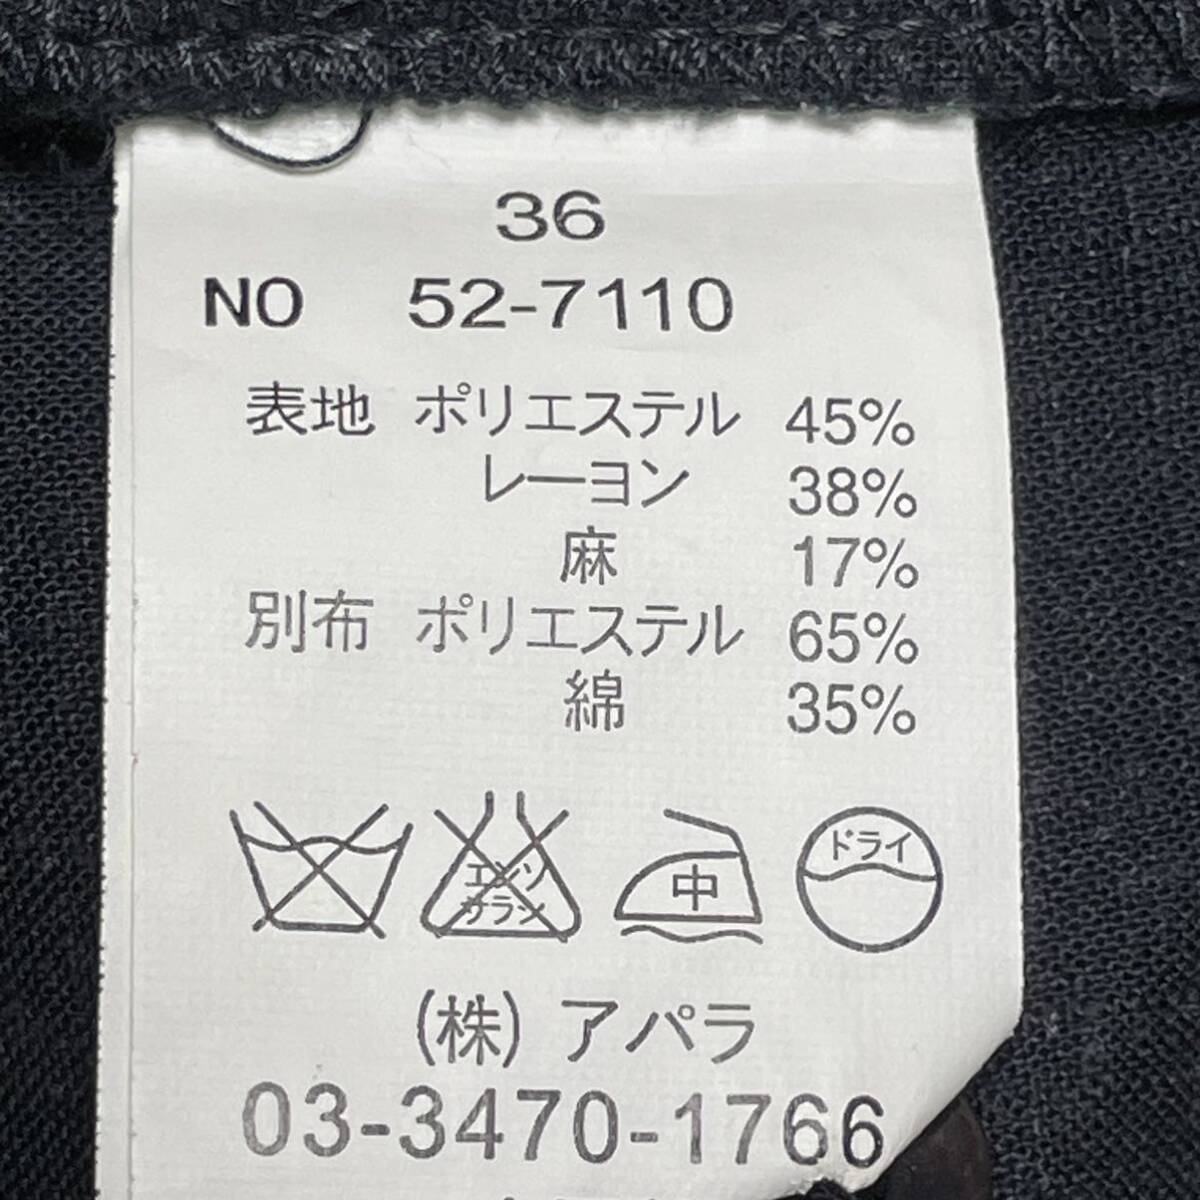 36
NO 52-7110
表地 ポリエステル 45%
レーヨン 38%
麻 17%
別布 ポリエステル 65%
綿 35%
エンソ
サラシ
中
ドライ
(株) アパラ
03-3470-1766